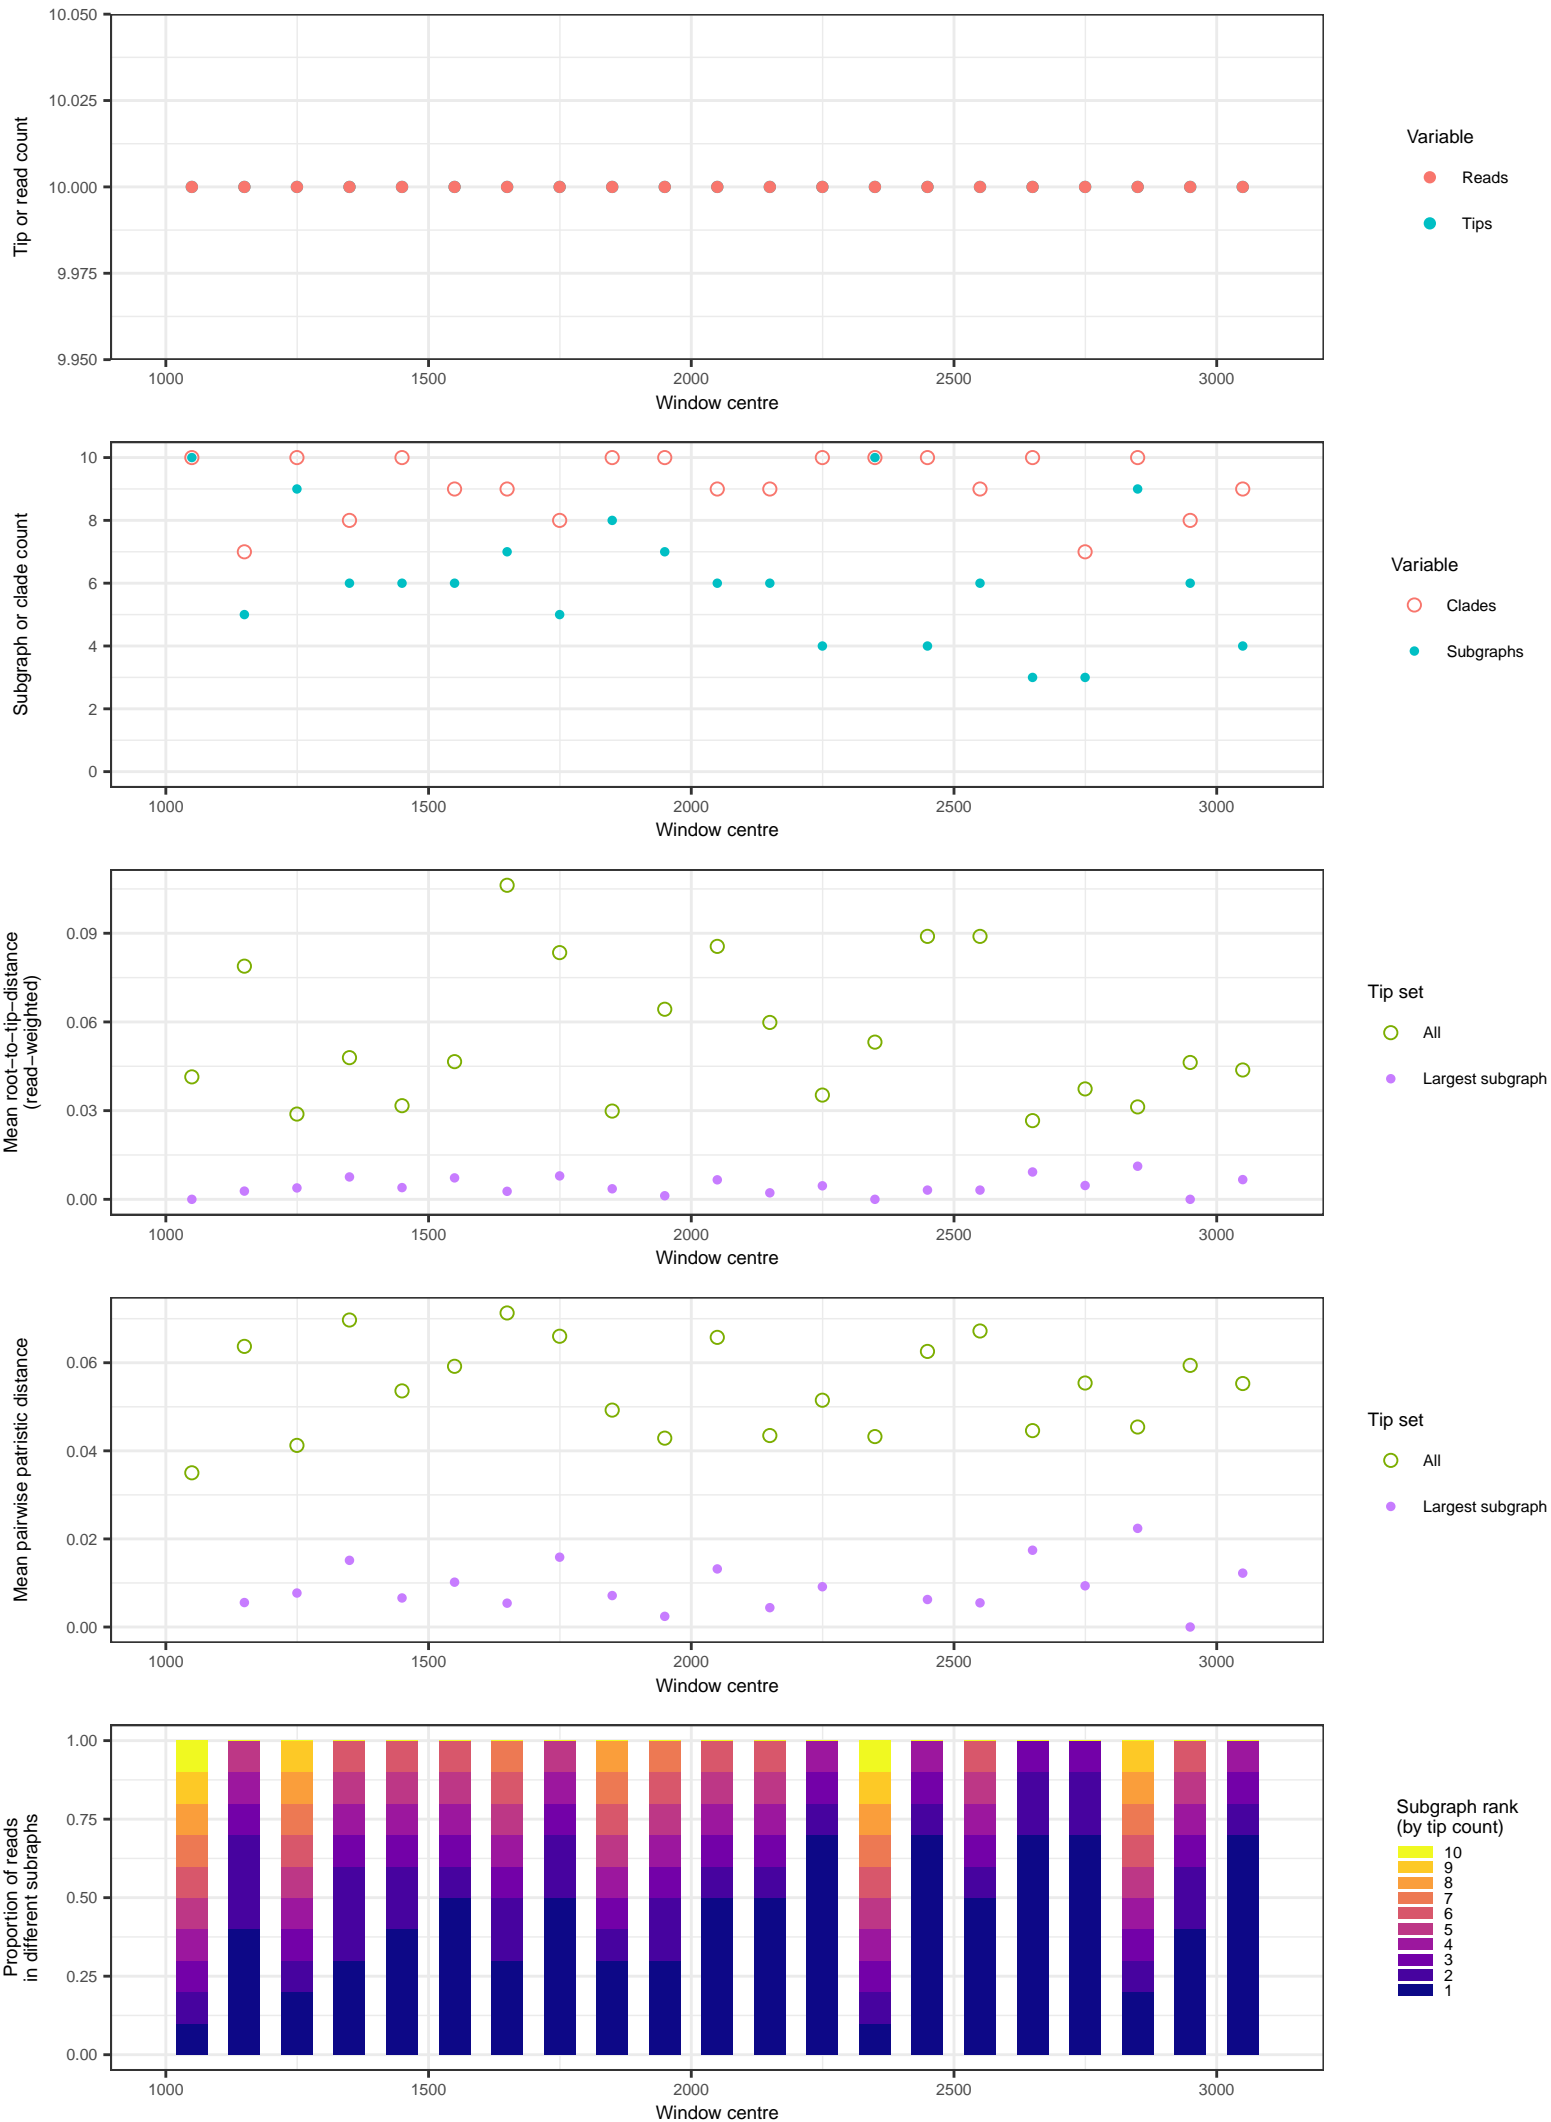 10.050
10.025
10.000
9.975
9.950
Tip or read count
1000 1500 2000 2500 3000
Window centre
Variable
Reads
Tips
10
8
6
4
2
0
Subgraph or clade count
1000 1500 2000 2500 3000
Window centre
Variable
Clades
Subgraphs
0.09
0.06
0.03
0.00
Mean root−to−tip−distance
(read−weighted)
1000 1500 2000 2500 3000
Window centre
Tip set
All
Largest subgraph
0.06
0.04
0.02
0.00
Mean pairwise patristic distance
1000 1500 2000 2500 3000
Window centre
Tip set
All
Largest subgraph
1.00
0.75
0.50
0.25
0.00
Proportion of reads
in different subraphs
1000 1500 2000 2500 3000
Window centre
Subgraph rank
(by tip count)
10
9
8
7
6
5
4
3
2
1